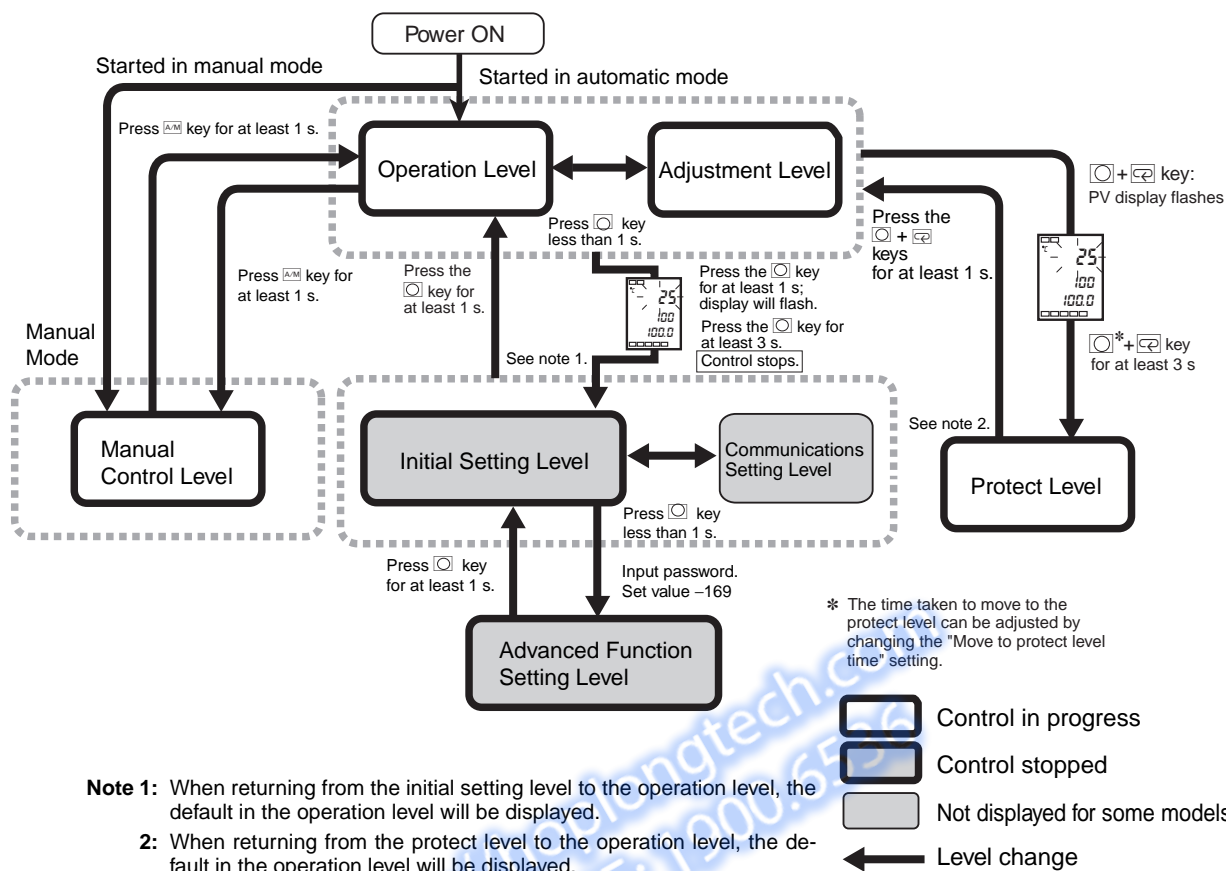 Power ON
Started in manual mode
Started in automatic mode
Press A/M key for at least 1 s.
Operation Level
Adjustment Level
+ key:
PV display flashes
Press key
less than 1 s.
Press the
+
keys
for at least 1 s.
Press A/M key for
at least 1 s.
Press the
key for
at least 1 s.
°C
25
100
100.0
Press the key
for at least 1 s;
display will flash.
Press the key for
at least 3 s.
Control stops.
°C
25
100
100.0
* + key
for at least 3 s
Manual
Mode
See note 1.
See note 2.
Manual
Control Level
Initial Setting Level
Communications
Setting Level
Protect Level
Press key
less than 1 s.
Press key
for at least 1 s.
Input password.
Set value –169
Advanced Function
Setting Level
* The time taken to move to the
protect level can be adjusted by
changing the "Move to protect level
time" setting.
Control in progress
Control stopped
Not displayed for some models
Level change
Note 1: When returning from the initial setting level to the operation level, the
default in the operation level will be displayed.
2: When returning from the protect level to the operation level, the de-
fault in the operation level will be displayed.